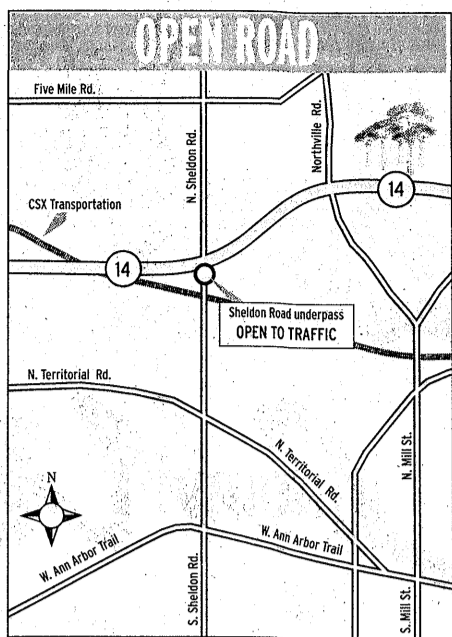 OPEN ROAD
Five Mile Rd.
N. Sheldon Rd.
Northville Rd.
CSX Transportation
14
14
Sheldon Road underpass
OPEN TO TRAFFIC
N. Territorial Rd.
N. Territorial Rd.
N. Mill St.
N
W. Ann Arbor Trail
W. Ann Arbor Trail
S. Sheldon Rd.
S. Mill St.